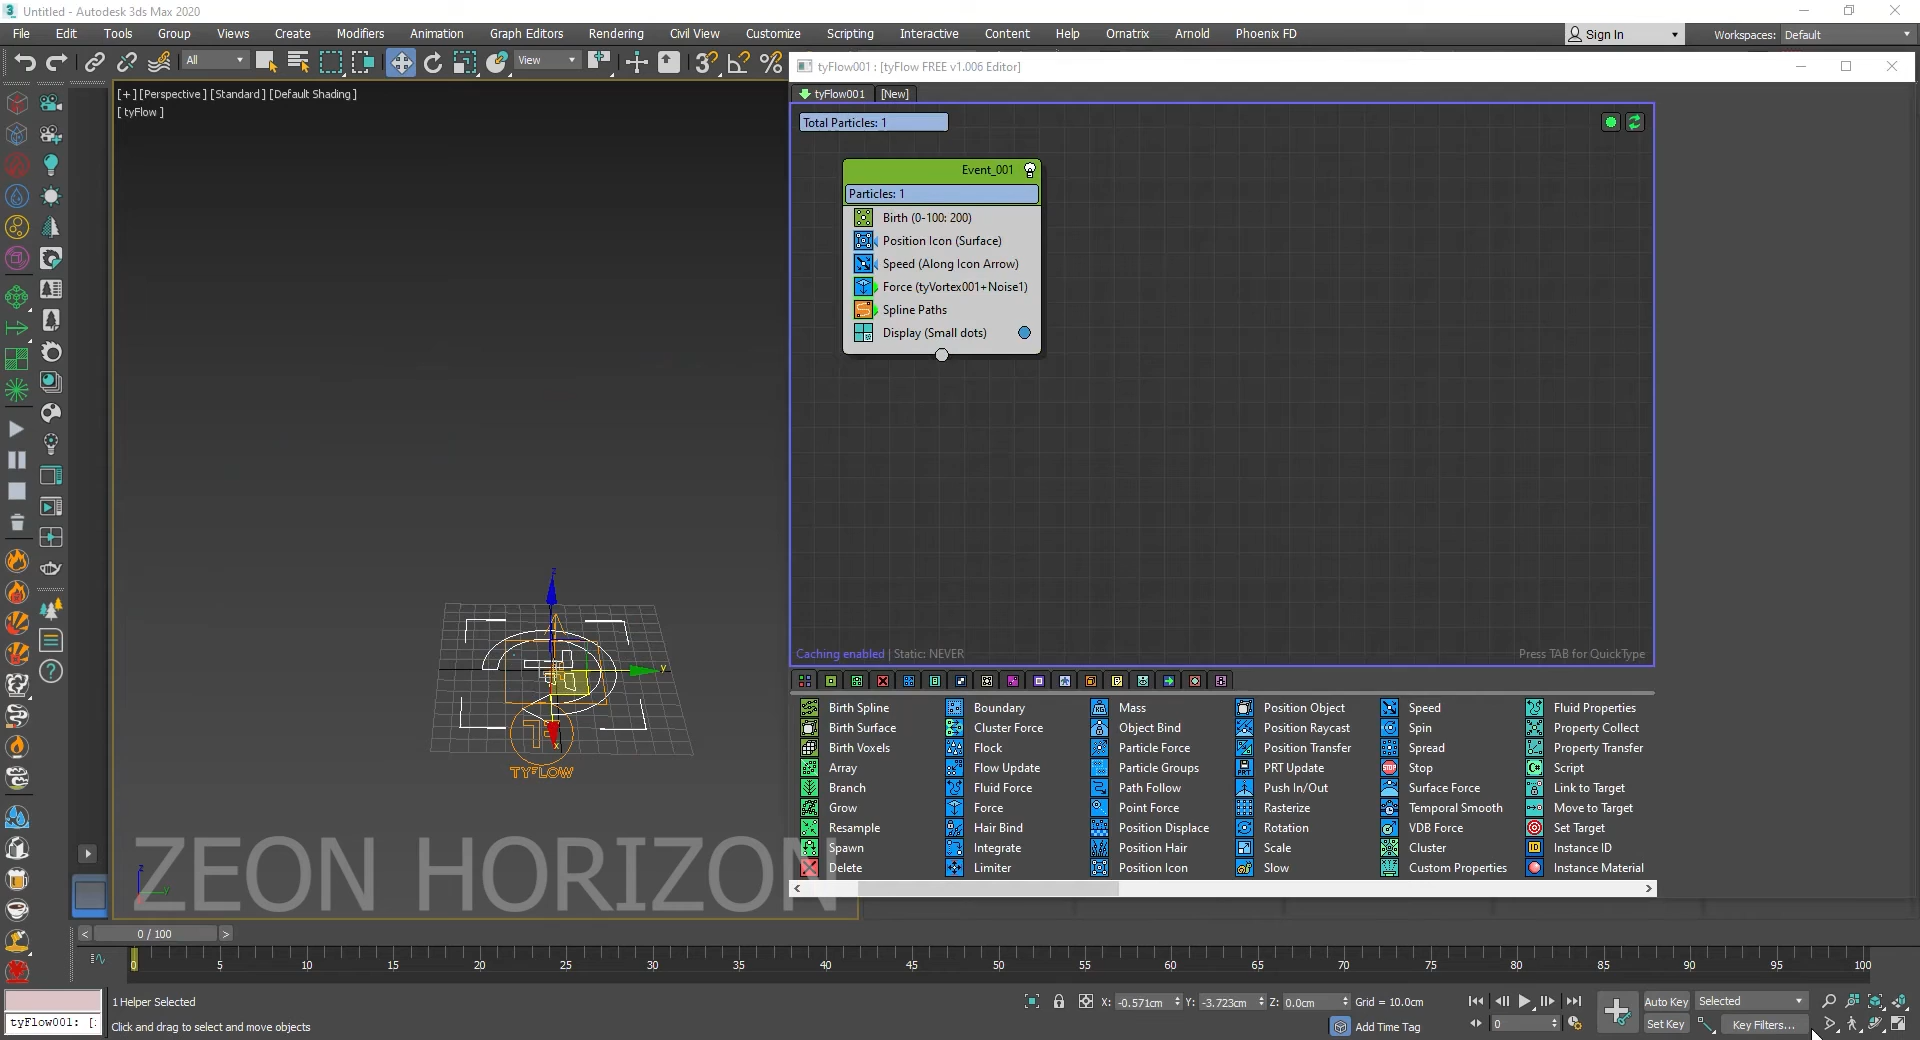 Untitled - Autodesk 3ds Max 2020
File Edit Tools Group Views Create Modifiers Animation Graph Editors Rendering Civil View Customize Scripting Interactive Content Help Ornatrix Arnold Phoenix FD
Sign In
Workspaces: Default
All
View
tyFlow001 : [tyFlow FREE v1.006 Editor]
[+] [Perspective ] [Standard ] [Default Shading ]
[ tyFlow ]
tyFlow001 [New]
Total Particles: 1
Event_001
Particles: 1
Birth (0-100: 200)
Position Icon (Surface)
Speed (Along Icon Arrow)
Force (tyVortex001+Noise1)
Spline Paths
Display (Small dots)
z
y
x
TYFLOW
Caching enabled | Static: NEVER
Press TAB for QuickType
Birth Spline Boundary Mass Position Object Speed Fluid Properties
Birth Surface Cluster Force Object Bind Position Raycast Spin Property Collect
Birth Voxels Flock Particle Force Position Transfer Spread Property Transfer
Array Flow Update Particle Groups PRT Update Stop Script
Branch Fluid Force Path Follow Push In/Out Surface Force Link to Target
Grow Force Point Force Rasterize Temporal Smooth Move to Target
Resample Hair Bind Position Displace Rotation VDB Force Set Target
Spawn Integrate Position Hair Scale Cluster Instance ID
Delete Limiter Position Icon Slow Custom Properties Instance Material
ZEON HORIZON
< 0 / 100 >
0 5 10 15 20 25 30 35 40 45 50 55 60 65 70 75 80 85 90 95 100
1 Helper Selected
X: -0.571cm Y: -3.723cm Z: 0.0cm Grid = 10.0cm
Auto Key Selected
tyFlow001: [:
Click and drag to select and move objects
Add Time Tag
0
Set Key
Key Filters...